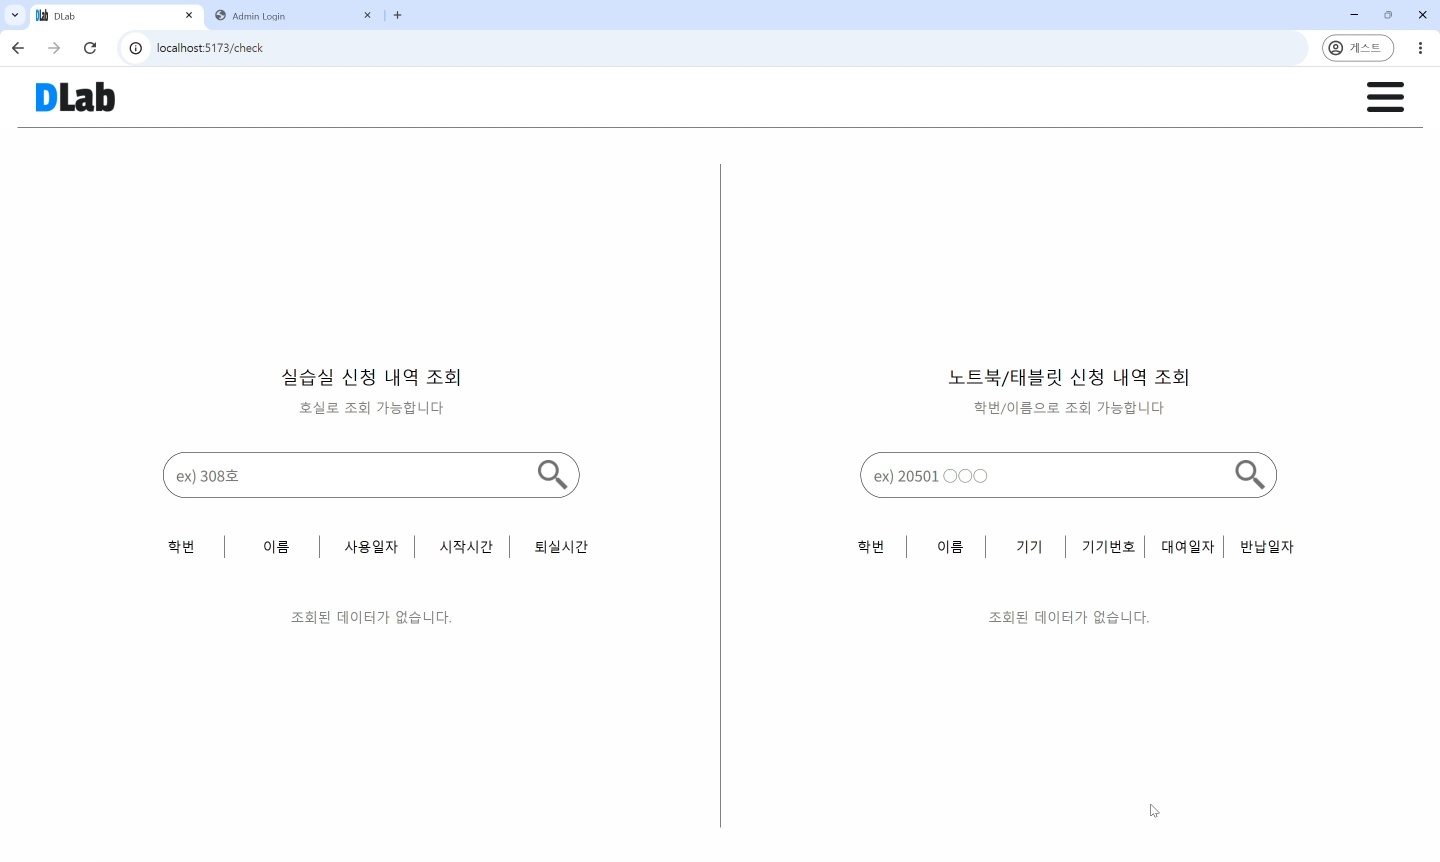 DLab
Admin Login
localhost:5173/check
게스트
DLab
실습실 신청 내역 조회
호실로 조회 가능합니다
ex) 308호
학번 이름 사용일자 시작시간 퇴실시간
조회된 데이터가 없습니다.
노트북/태블릿 신청 내역 조회
학번/이름으로 조회 가능합니다
ex) 20501 ○○○
학번 이름 기기 기기번호 대여일자 반납일자
조회된 데이터가 없습니다.